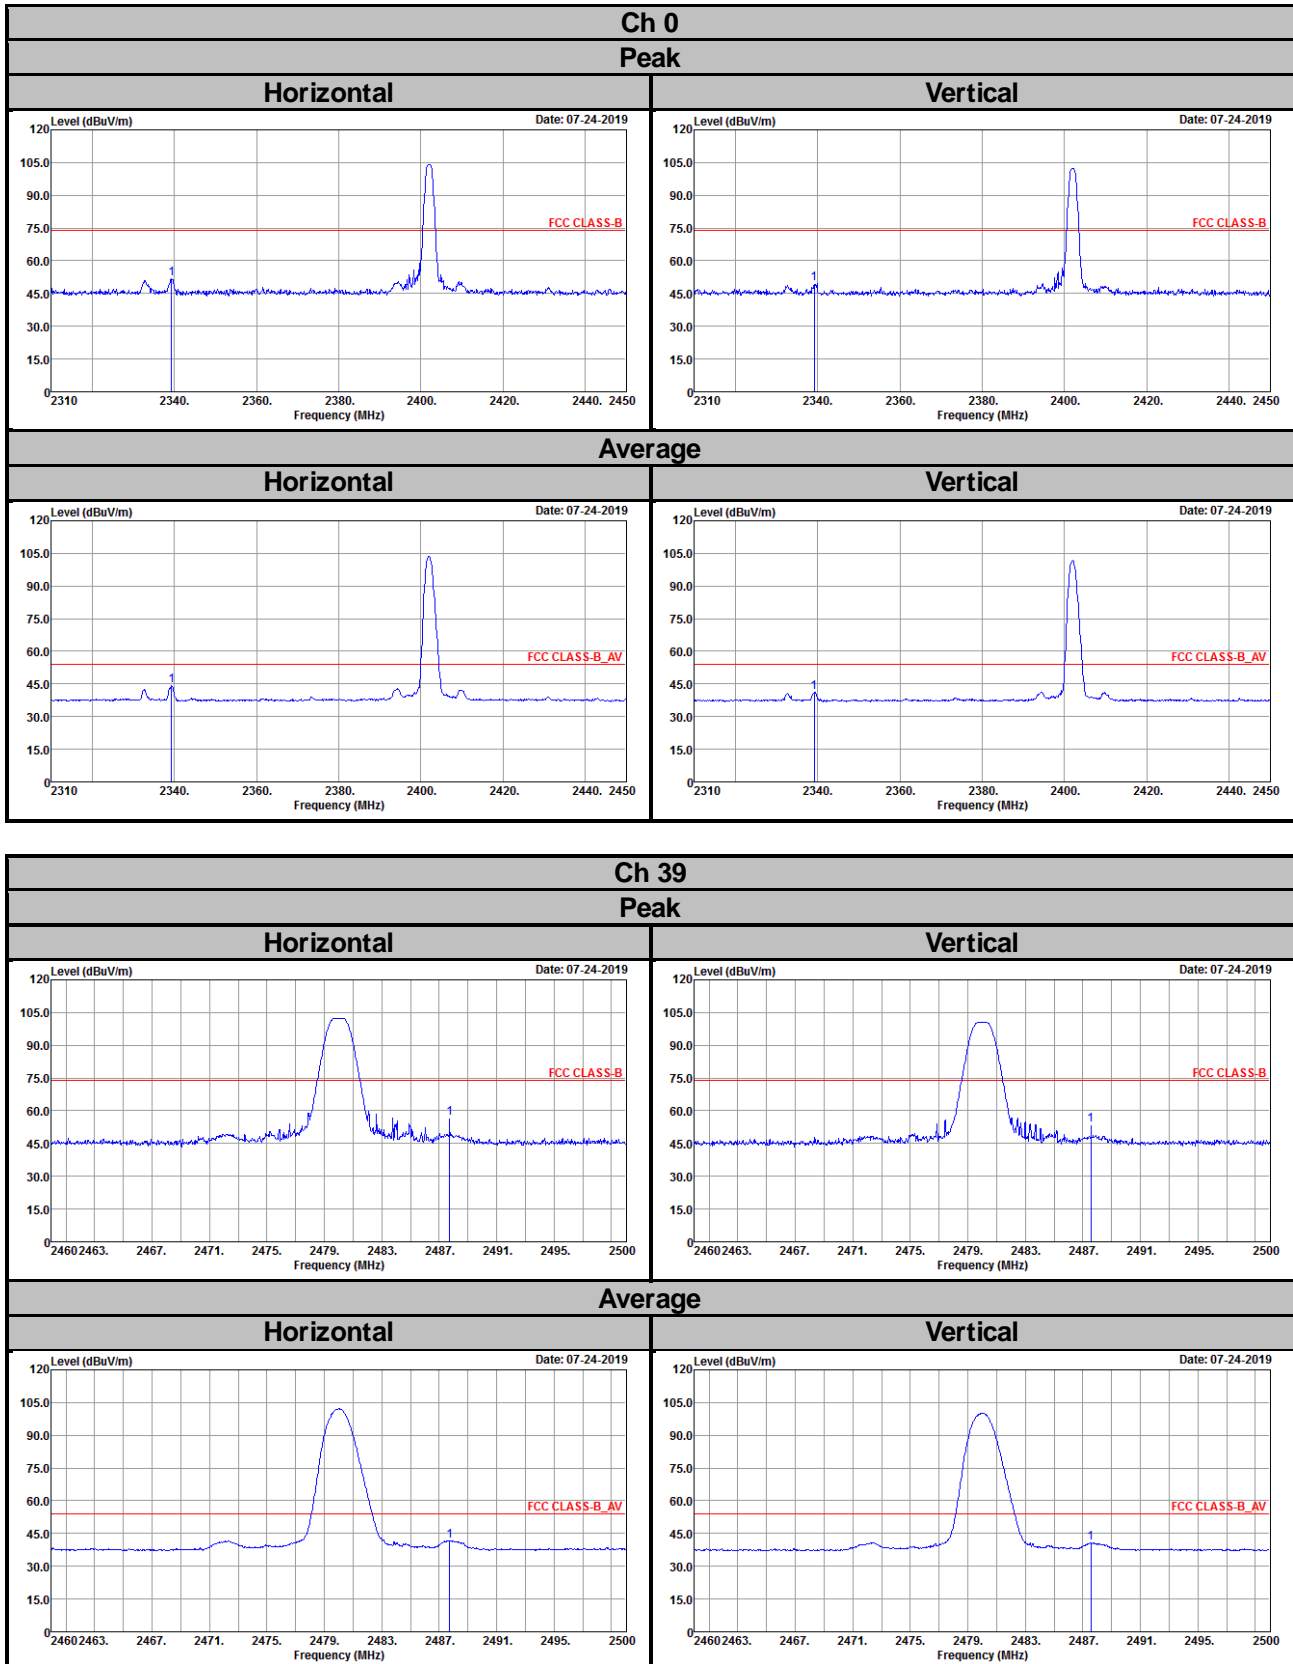 Ch 0
Peak
Horizontal Vertical
Level (dBuV/m) Date: 07-24-2019
120
105.0
90.0
75.0
60.0
45.0
30.0
15.0
0
FCC CLASS-B
1
2310 2340. 2360. 2380. 2400. 2420. 2440. 2450
Frequency (MHz)
Level (dBuV/m) Date: 07-24-2019
120
105.0
90.0
75.0
60.0
45.0
30.0
15.0
0
FCC CLASS-B
1
2310 2340. 2360. 2380. 2400. 2420. 2440. 2450
Frequency (MHz)
Average
Horizontal Vertical
Level (dBuV/m) Date: 07-24-2019
120
105.0
90.0
75.0
60.0
45.0
30.0
15.0
0
FCC CLASS-B_AV
1
2310 2340. 2360. 2380. 2400. 2420. 2440. 2450
Frequency (MHz)
Level (dBuV/m) Date: 07-24-2019
120
105.0
90.0
75.0
60.0
45.0
30.0
15.0
0
FCC CLASS-B_AV
1
2310 2340. 2360. 2380. 2400. 2420. 2440. 2450
Frequency (MHz)
Ch 39
Peak
Horizontal Vertical
Level (dBuV/m) Date: 07-24-2019
120
105.0
90.0
75.0
60.0
45.0
30.0
15.0
0
FCC CLASS-B
1
2460 2463. 2467. 2471. 2475. 2479. 2483. 2487. 2491. 2495. 2500
Frequency (MHz)
Level (dBuV/m) Date: 07-24-2019
120
105.0
90.0
75.0
60.0
45.0
30.0
15.0
0
FCC CLASS-B
1
2460 2463. 2467. 2471. 2475. 2479. 2483. 2487. 2491. 2495. 2500
Frequency (MHz)
Average
Horizontal Vertical
Level (dBuV/m) Date: 07-24-2019
120
105.0
90.0
75.0
60.0
45.0
30.0
15.0
0
FCC CLASS-B_AV
1
2460 2463. 2467. 2471. 2475. 2479. 2483. 2487. 2491. 2495. 2500
Frequency (MHz)
Level (dBuV/m) Date: 07-24-2019
120
105.0
90.0
75.0
60.0
45.0
30.0
15.0
0
FCC CLASS-B_AV
1
2460 2463. 2467. 2471. 2475. 2479. 2483. 2487. 2491. 2495. 2500
Frequency (MHz)